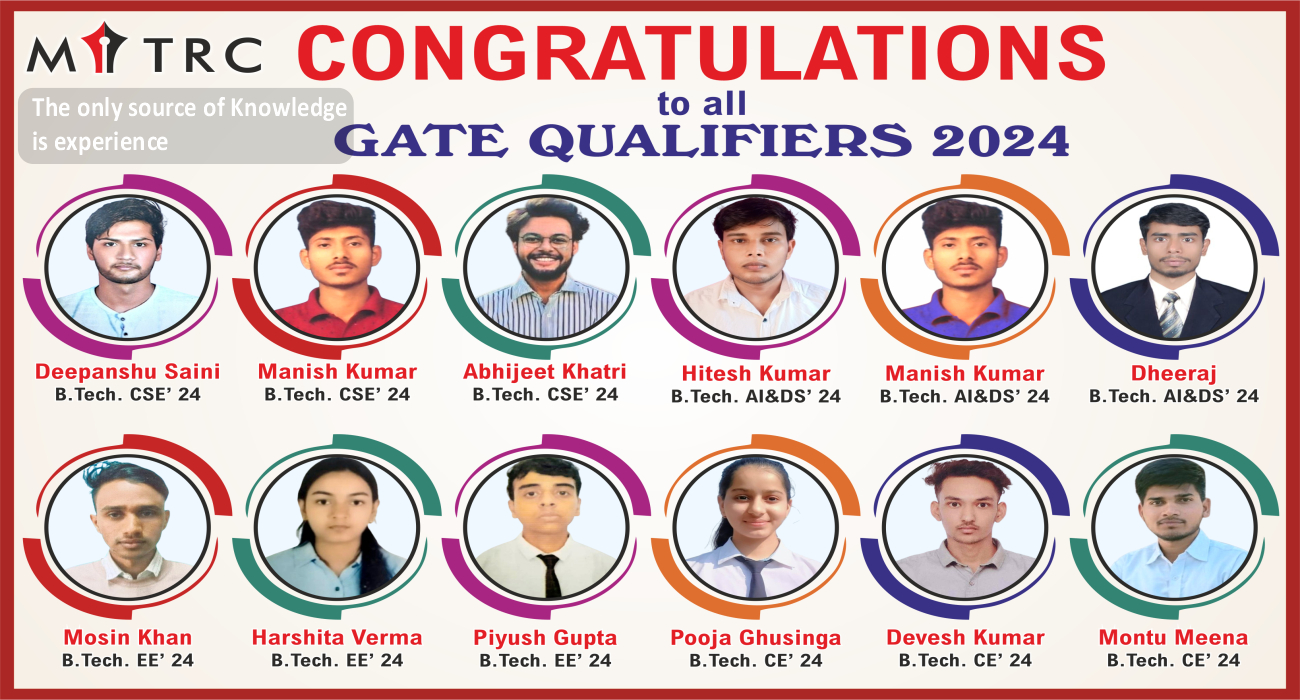 MITRC
CONGRATULATIONS
The only source of Knowledge
is experience
to all
GATE QUALIFIERS 2024
Deepanshu Saini
B.Tech. CSE' 24
Manish Kumar
B.Tech. CSE' 24
Abhijeet Khatri
B.Tech. CSE' 24
Hitesh Kumar
B.Tech. AI&DS' 24
Manish Kumar
B.Tech. AI&DS' 24
Dheeraj
B.Tech. AI&DS' 24
Mosin Khan
B.Tech. EE' 24
Harshita Verma
B.Tech. EE' 24
Piyush Gupta
B.Tech. EE' 24
Pooja Ghusinga
B.Tech. CE' 24
Devesh Kumar
B.Tech. CE' 24
Montu Meena
B.Tech. CE' 24